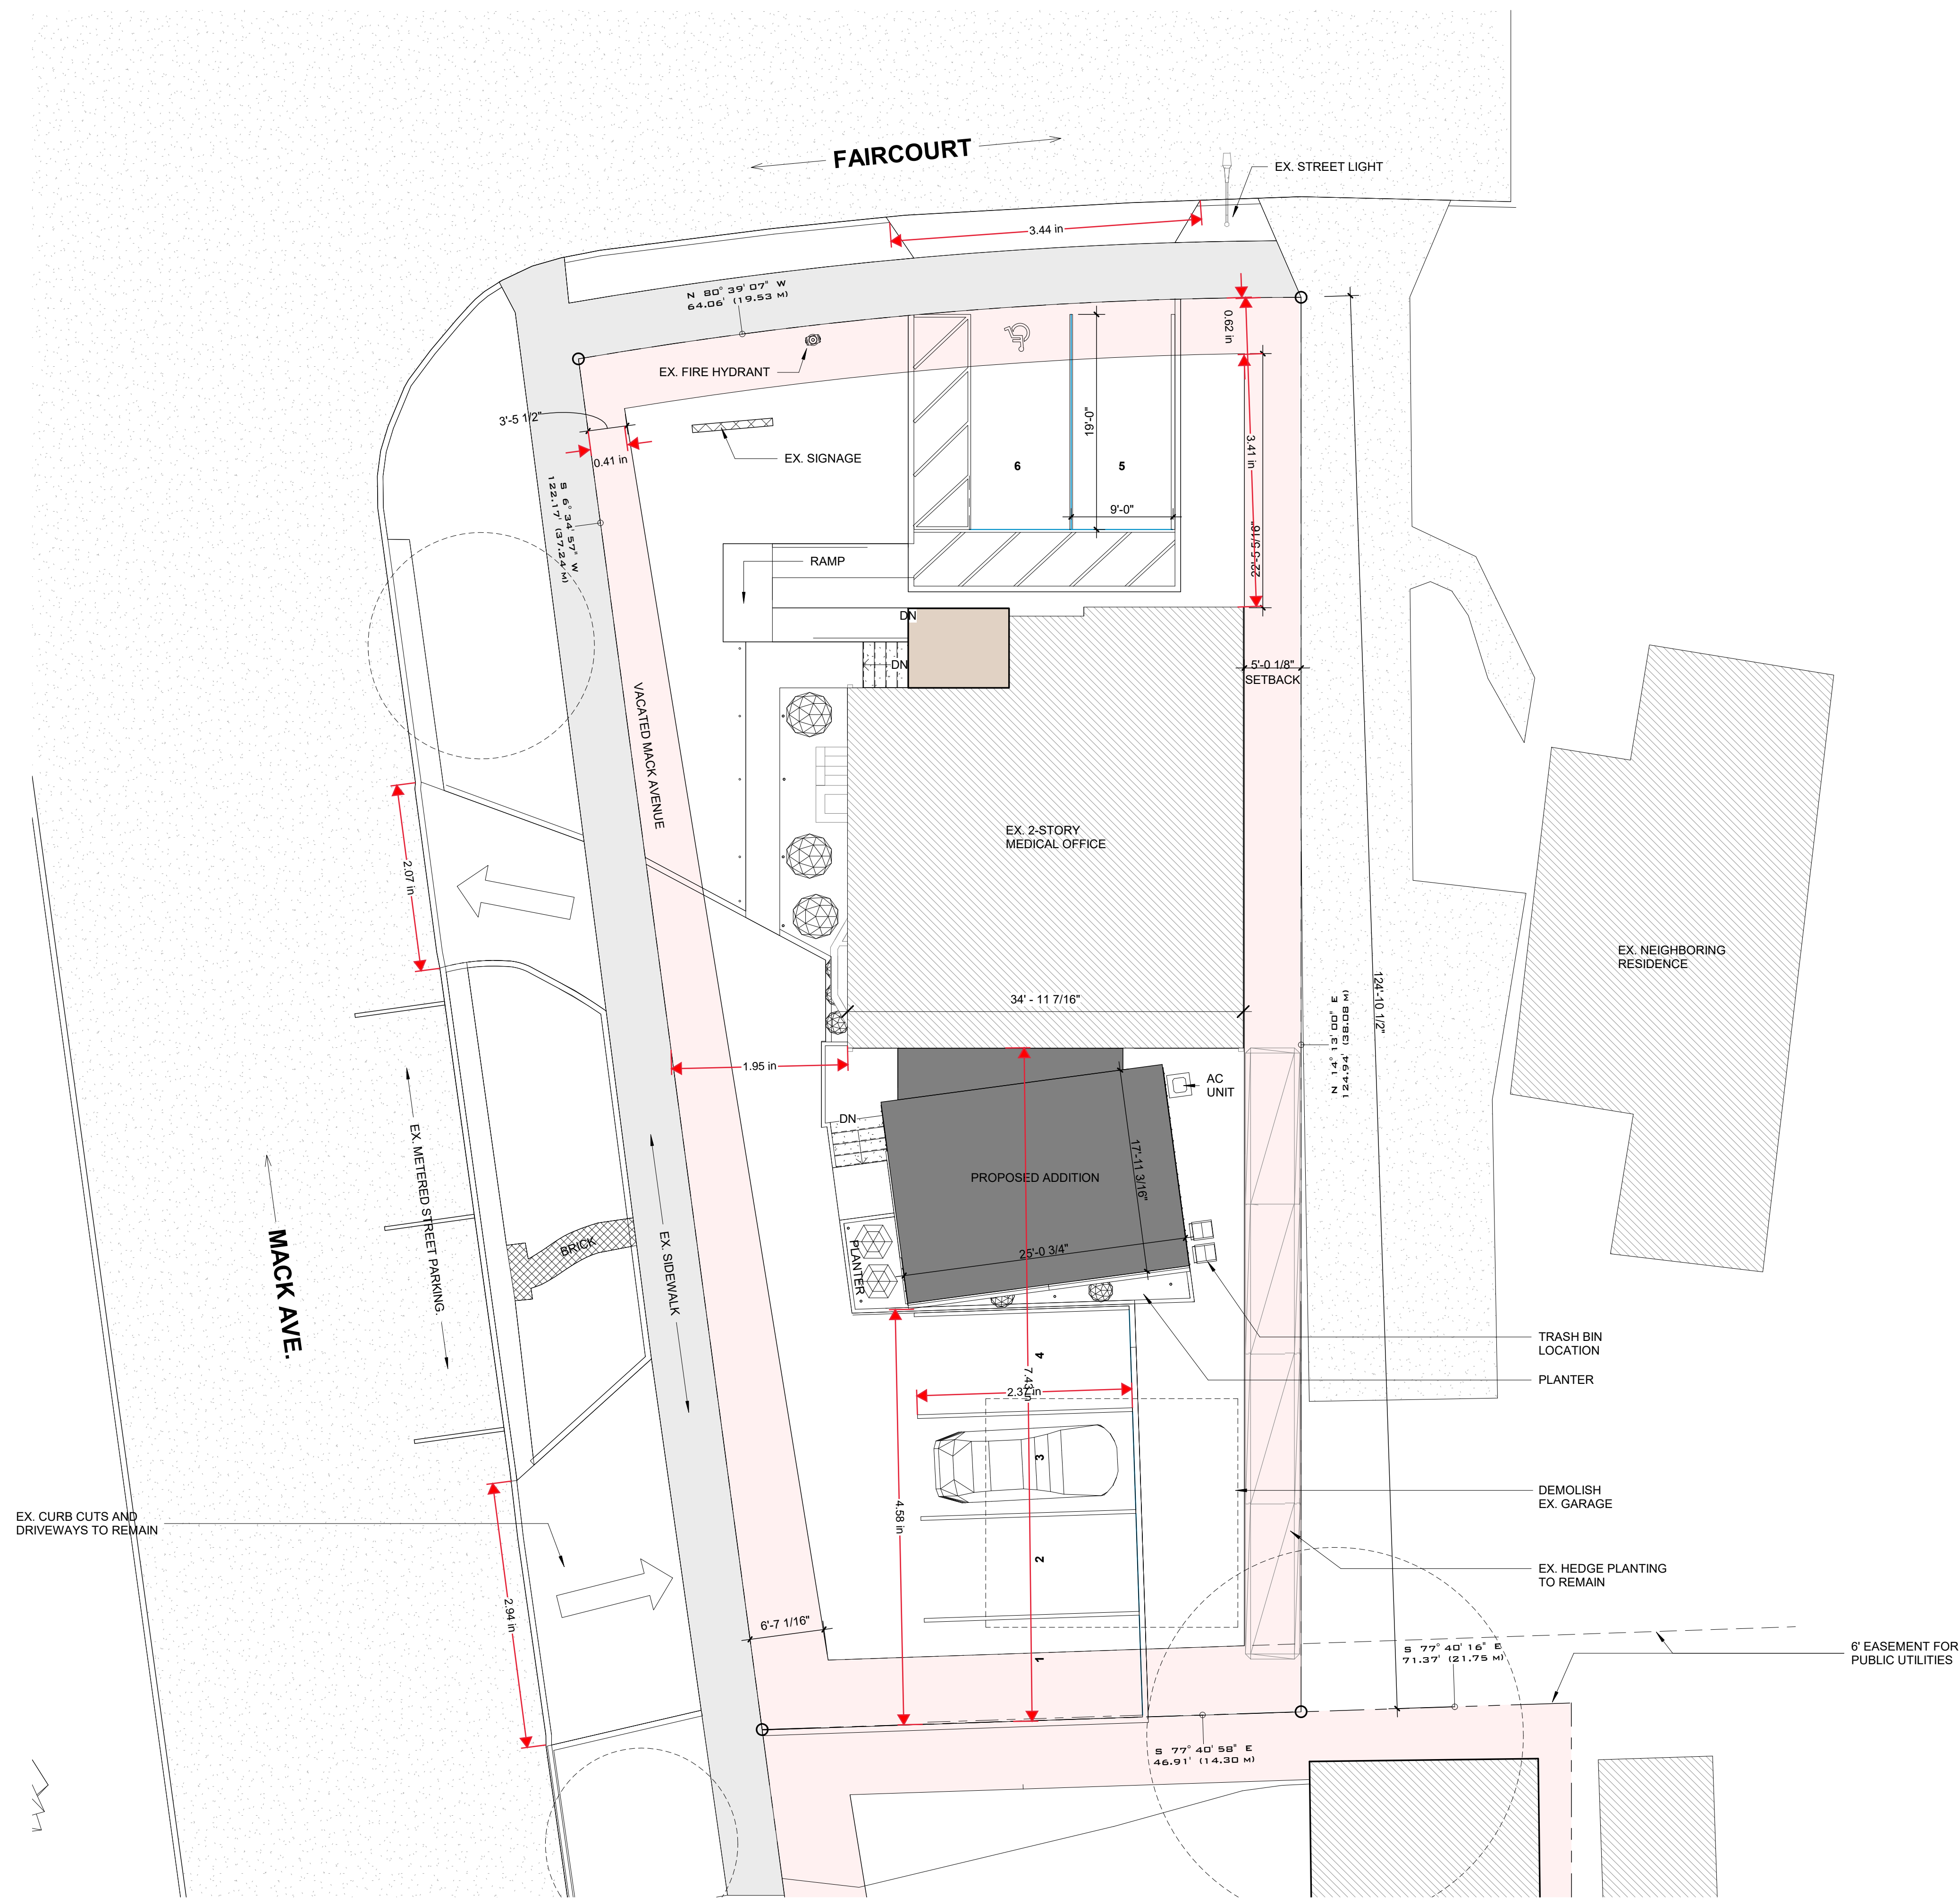 FAIRCOURT
EX. STREET LIGHT
3.44 in
N 80° 39' 07" W
64.06' (19.53 M)
0.62 in
EX. FIRE HYDRANT
3'-5 1/2"
0.41 in
EX. SIGNAGE
19'-0"
3.41 in
6
5
9'-0"
S 6° 34' 57" W
122.17' (37.24 M)
22'-5 5/16"
RAMP
DN
DN
5'-0 1/8"
SETBACK
VACATED MACK AVENUE
EX. 2-STORY
MEDICAL OFFICE
2.07 in
EX. NEIGHBORING
RESIDENCE
34' - 11 7/16"
124'-10 1/2"
N 14° 13' 00" E
124.94' (38.08 M)
1.95 in
AC
UNIT
DN
EX. METERED STREET PARKING.
PROPOSED ADDITION
17'-11 3/16"
MACK AVE.
BRICK
EX. SIDEWALK
PLANTER
25'-0 3/4"
TRASH BIN
LOCATION
4
7.43 in
2.37 in
PLANTER
3
DEMOLISH
EX. GARAGE
4.58 in
EX. CURB CUTS AND
DRIVEWAYS TO REMAIN
2
EX. HEDGE PLANTING
TO REMAIN
2.94 in
6'-7 1/16"
1
S 77° 40' 16" E
71.37' (21.75 M)
6' EASEMENT FOR
PUBLIC UTILITIES
S 77° 40' 58" E
46.91' (14.30 M)